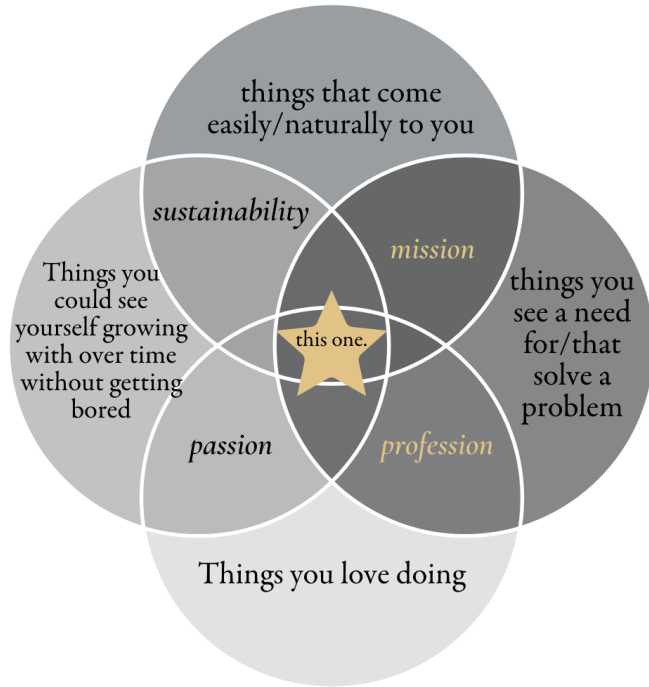 things that come
easily/naturally to you
sustainability
mission
Things you
could see
yourself growing
with over time
without getting
bored
things you
see a need
for/that
solve a
problem
this one.
passion
profession
Things you love doing